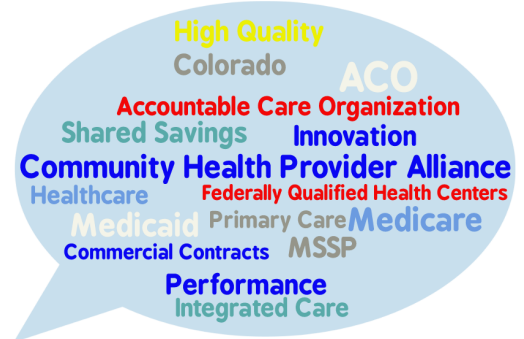 High Quality
Colorado
ACO
Accountable Care Organization
Shared Savings
Innovation
Community Health Provider Alliance
Healthcare
Federally Qualified Health Centers
Medicaid
Primary Care
Medicare
Commercial Contracts
MSSP
Performance
Integrated Care